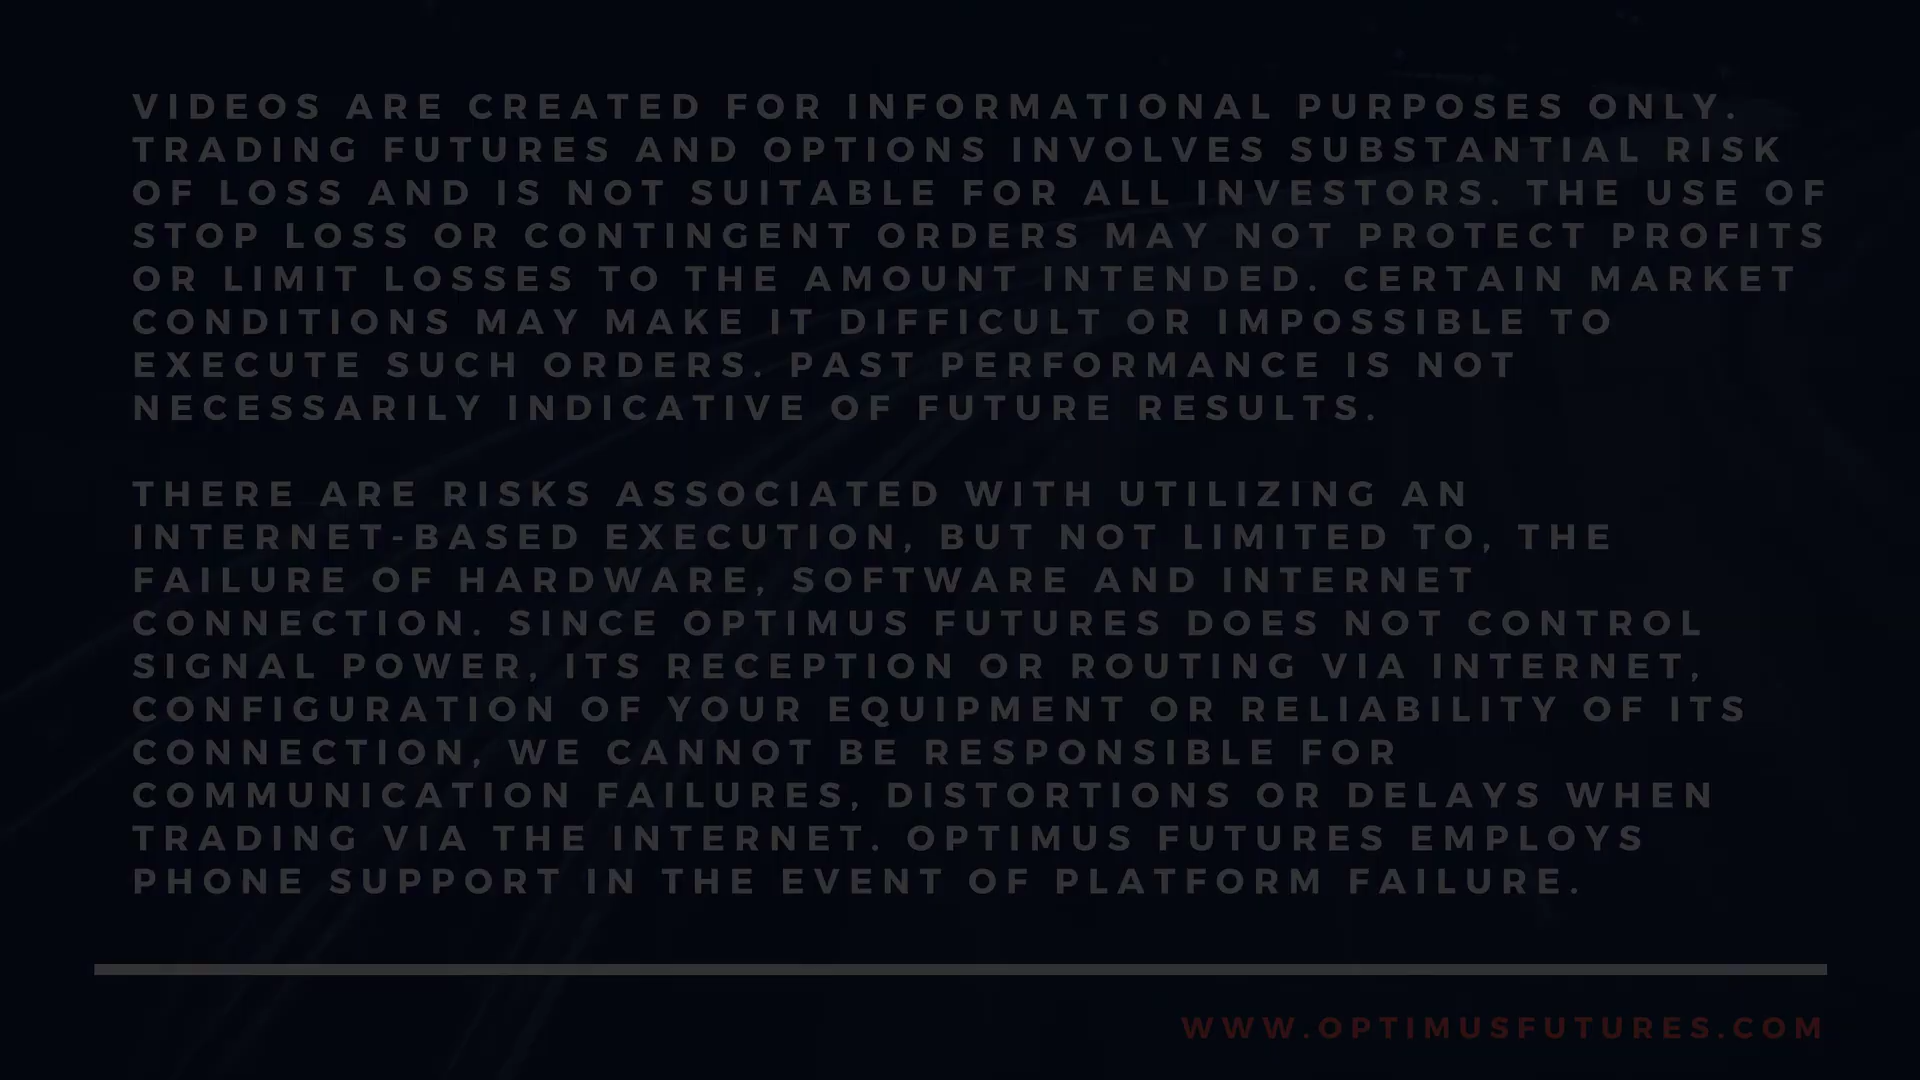 VIDEOS ARE CREATED FOR INFORMATIONAL PURPOSES ONLY.
TRADING FUTURES AND OPTIONS INVOLVES SUBSTANTIAL RISK
OF LOSS AND IS NOT SUITABLE FOR ALL INVESTORS. THE USE OF
STOP LOSS OR CONTINGENT ORDERS MAY NOT PROTECT PROFITS
OR LIMIT LOSSES TO THE AMOUNT INTENDED. CERTAIN MARKET
CONDITIONS MAY MAKE IT DIFFICULT OR IMPOSSIBLE TO
EXECUTE SUCH ORDERS. PAST PERFORMANCE IS NOT
NECESSARILY INDICATIVE OF FUTURE RESULTS.
THERE ARE RISKS ASSOCIATED WITH UTILIZING AN
INTERNET-BASED EXECUTION, BUT NOT LIMITED TO, THE
FAILURE OF HARDWARE, SOFTWARE AND INTERNET
CONNECTION. SINCE OPTIMUS FUTURES DOES NOT CONTROL
SIGNAL POWER, ITS RECEPTION OR ROUTING VIA INTERNET,
CONFIGURATION OF YOUR EQUIPMENT OR RELIABILITY OF ITS
CONNECTION, WE CANNOT BE RESPONSIBLE FOR
COMMUNICATION FAILURES, DISTORTIONS OR DELAYS WHEN
TRADING VIA THE INTERNET. OPTIMUS FUTURES EMPLOYS
PHONE SUPPORT IN THE EVENT OF PLATFORM FAILURE.
WWW.OPTIMUSFUTURES.COM